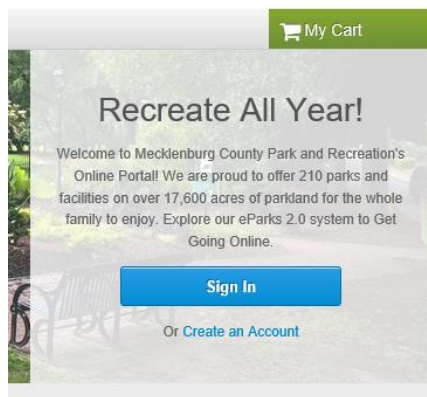 My Cart
Recreate All Year!
Welcome to Mecklenburg County Park and Recreation's
Online Portal! We are proud to offer 210 parks and
facilities on over 17,600 acres of parkland for the whole
family to enjoy. Explore our eParks 2.0 system to Get
Going Online.
Sign In
Or Create an Account